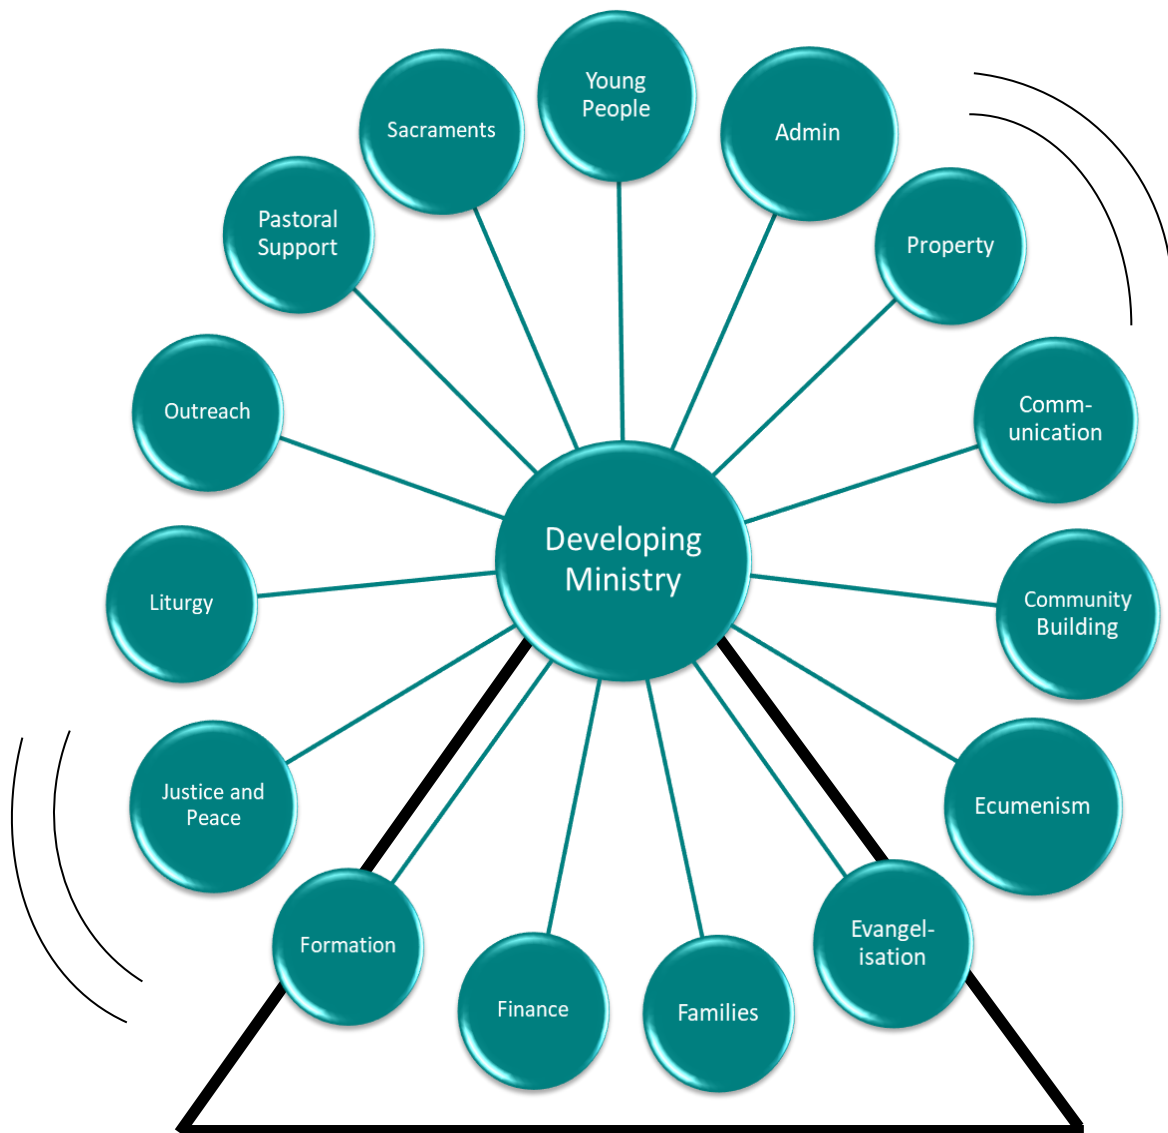 Young
People
Admin
Property
Comm-
unication
Community
Building
Ecumenism
Evangel-
isation
Families
Finance
Formation
Justice and
Peace
Liturgy
Outreach
Pastoral
Support
Sacraments
Developing
Ministry